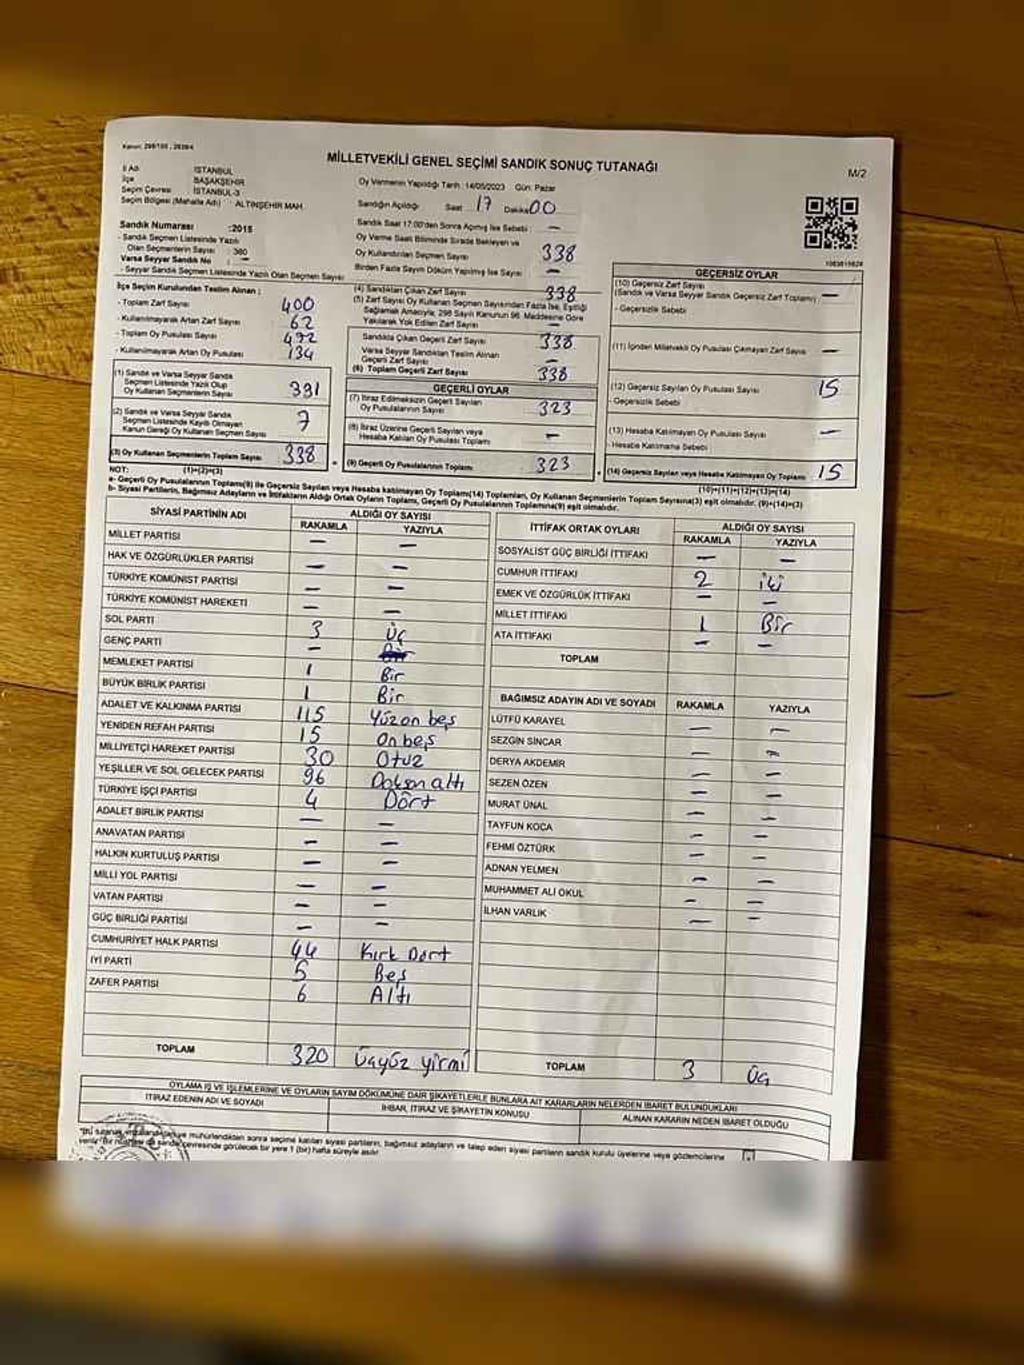 Kanun: 298/105 , 2839/4
MİLLETVEKİLİ GENEL SEÇİMİ SANDIK SONUÇ TUTANAĞI
M/2
İl Adı : İSTANBUL
İlçe : BAŞAKŞEHİR
Seçim Çevresi : İSTANBUL-3
Seçim Bölgesi (Mahalle Adı) : ALTINŞEHİR MAH.
Oy Vermenin Yapıldığı Tarih : 14/05/2023 Gün: Pazar
Sandığın Açıldığı Saat 17 Dakika 00
Sandık Saat 17:00'den Sonra Açılmış İse Sebebi : —
Oy Verme Saati Bitiminde Sırada Bekleyen ve
Oy Kullandırılan Seçmen Sayısı 338
Birden Fazla Sayım Döküm Yapılmış İse Sayısı —
Sandık Numarası :2015
- Sandık Seçmen Listesinde Yazılı
Olan Seçmenlerin Sayısı : 380
Varsa Seyyar Sandık No : —
- Seyyar Sandık Seçmen Listesinde Yazılı Olan Seçmen Sayısı
İlçe Seçim Kurulundan Teslim Alınan ;
- Toplam Zarf Sayısı 400
- Kullanılmayarak Artan Zarf Sayısı 62
- Toplam Oy Pusulası Sayısı
- Kullanılmayarak Artan Oy Pusulası 134
(1) Sandık ve Varsa Seyyar Sandık
Seçmen Listesinde Yazılı Olup
Oy Kullanan Seçmenlerin Sayısı 331
(2) Sandık ve Varsa Seyyar Sandık
Seçmen Listesinde Kayıtlı Olmayan
Kanun Gereği Oy Kullanan Seçmen Sayısı 7
(3) Oy Kullanan Seçmenlerin Toplam Sayısı 338
(4) Sandıktan Çıkan Zarf Sayısı 338
(5) Zarf Sayısı Oy Kullanan Seçmen Sayısından Fazla İse, Eşitliği
Sağlamak Amacıyla, 298 Sayılı Kanunun 98. Maddesine Göre
Yakılarak Yok Edilen Zarf Sayısı —
Sandıkta Çıkan Geçerli Zarf Sayısı 338
Varsa Seyyar Sandıktan Teslim Alınan
Geçerli Zarf Sayısı —
(6) Toplam Geçerli Zarf Sayısı 338
GEÇERLİ OYLAR
(7) İtiraz Edilmeksizin Geçerli Sayılan
Oy Pusulalarının Sayısı 323
(8) İtiraz Üzerine Geçerli Sayılan veya
Hesaba Katılan Oy Pusulası Toplamı —
(9) Geçerli Oy Pusulalarının Toplamı 323
GEÇERSİZ OYLAR
(10) Geçersiz Zarf Sayısı
(Sandık ve Varsa Seyyar Sandık Geçersiz Zarf Toplamı) —
- Geçersizlik Sebebi
(11) İçinden Milletvekili Oy Pusulası Çıkmayan Zarf Sayısı —
(12) Geçersiz Sayılan Oy Pusulası Sayısı 15
- Geçersizlik Sebebi
(13) Hesaba Katılmayan Oy Pusulası Sayısı —
- Hesaba Katılmama Sebebi
(14) Geçersiz Sayılan veya Hesaba Katılmayan Oy Toplamı 15
NOT: (1)+(2)=(3) (10)+(11)+(12)+(13)=(14)
a- Geçerli Oy Pusulalarının Toplamı(9) ile Geçersiz Sayılan veya Hesaba katılmayan Oy Toplamı(14) Toplamları, Oy Kullanan Seçmenlerin Toplam Sayısına(3) eşit olmalıdır. (9)+(14)=(3)
b- Siyasi Partilerin, Bağımsız Adayların ve İttifakların Aldığı Ortak Oyların Toplamı, Geçerli Oy Pusulalarının Toplamına(9) eşit olmalıdır.
SİYASİ PARTİNİN ADI ALDIĞI OY SAYISI
RAKAMLA YAZIYLA
MİLLET PARTİSİ — —
HAK VE ÖZGÜRLÜKLER PARTİSİ — —
TÜRKİYE KOMÜNİST PARTİSİ — —
TÜRKİYE KOMÜNİST HAREKETİ — —
SOL PARTİ 3 Üç
GENÇ PARTİ —
MEMLEKET PARTİSİ 1 Bir
BÜYÜK BİRLİK PARTİSİ 1 Bir
ADALET VE KALKINMA PARTİSİ 115 Yüzon beş
YENİDEN REFAH PARTİSİ 15 On beş
MİLLİYETÇİ HAREKET PARTİSİ 30 Otuz
YEŞİLLER VE SOL GELECEK PARTİSİ 96 Doksan altı
TÜRKİYE İŞÇİ PARTİSİ 4 Dört
ADALET BİRLİK PARTİSİ — —
ANAVATAN PARTİSİ — —
HALKIN KURTULUŞ PARTİSİ — —
MİLLİ YOL PARTİSİ — —
VATAN PARTİSİ — —
GÜÇ BİRLİĞİ PARTİSİ — —
CUMHURİYET HALK PARTİSİ 44 Kırk Dört
İYİ PARTİ 5 Beş
ZAFER PARTİSİ 6 Altı
TOPLAM 320 Üçyüz yirmi
İTTİFAK ORTAK OYLARI ALDIĞI OY SAYISI
RAKAMLA YAZIYLA
SOSYALİST GÜÇ BİRLİĞİ İTTİFAKI — —
CUMHUR İTTİFAKI 2 iki
EMEK VE ÖZGÜRLÜK İTTİFAKI — —
MİLLET İTTİFAKI 1 Bir
ATA İTTİFAKI — —
TOPLAM
BAĞIMSIZ ADAYIN ADI VE SOYADI RAKAMLA YAZIYLA
LÜTFÜ KARAYEL — —
SEZGİN SİNCAR — —
DERYA AKDEMİR — —
SEZEN ÖZEN — —
MURAT ÜNAL — —
TAYFUN KOCA — —
FEHMİ ÖZTÜRK — —
ADNAN YELMEN — —
MUHAMMET ALİ OKUL — —
İLHAN VARLIK — —
TOPLAM 3 Üç
OYLAMA İŞ VE İŞLEMLERİNE VE OYLARIN SAYIM DÖKÜMÜNE DAİR ŞİKAYETLERLE BUNLARA AİT KARARLARIN NELERDEN İBARET BULUNDUKLARI
İTİRAZ EDENİN ADI VE SOYADI İHBAR, İTİRAZ VE ŞİKAYETİN KONUSU ALINAN KARARIN NEDEN İBARET OLDUĞU
mühürlendikten sonra seçime katılan siyasi partilerin, bağımsız adayların ve talep eden siyasi partilerin sandık kurulu üyelerine veya gözlemcilerine
çevresinde görülecek bir yere 1 (bir) hafta süreyle asılır.